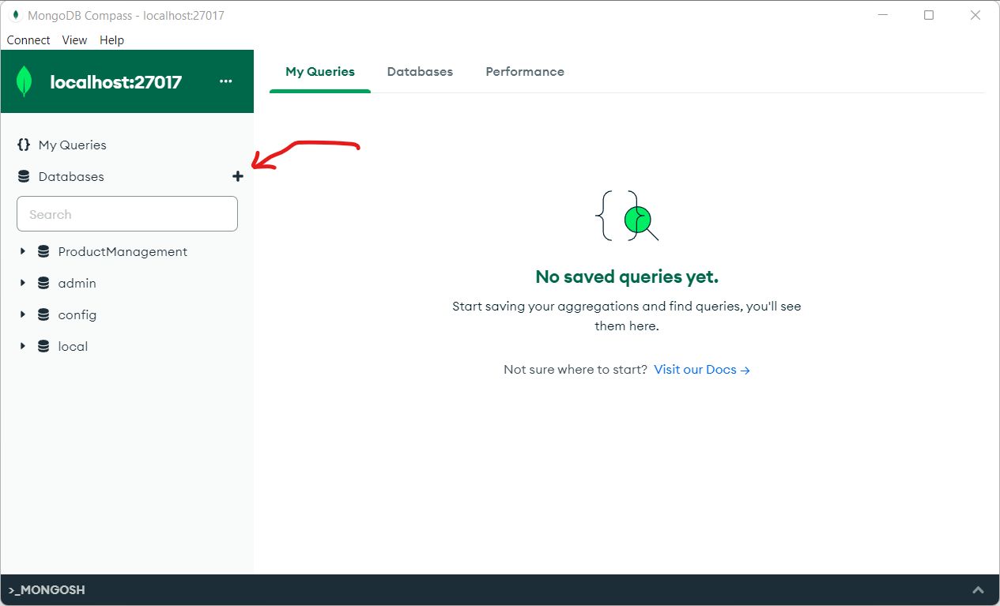 MongoDB Compass - localhost:27017
Connect View Help
localhost:27017 ...
My Queries Databases Performance
{} My Queries
Databases +
Search
ProductManagement
admin
config
local
No saved queries yet.
Start saving your aggregations and find queries, you'll see
them here.
Not sure where to start? Visit our Docs →
>_MONGOSH